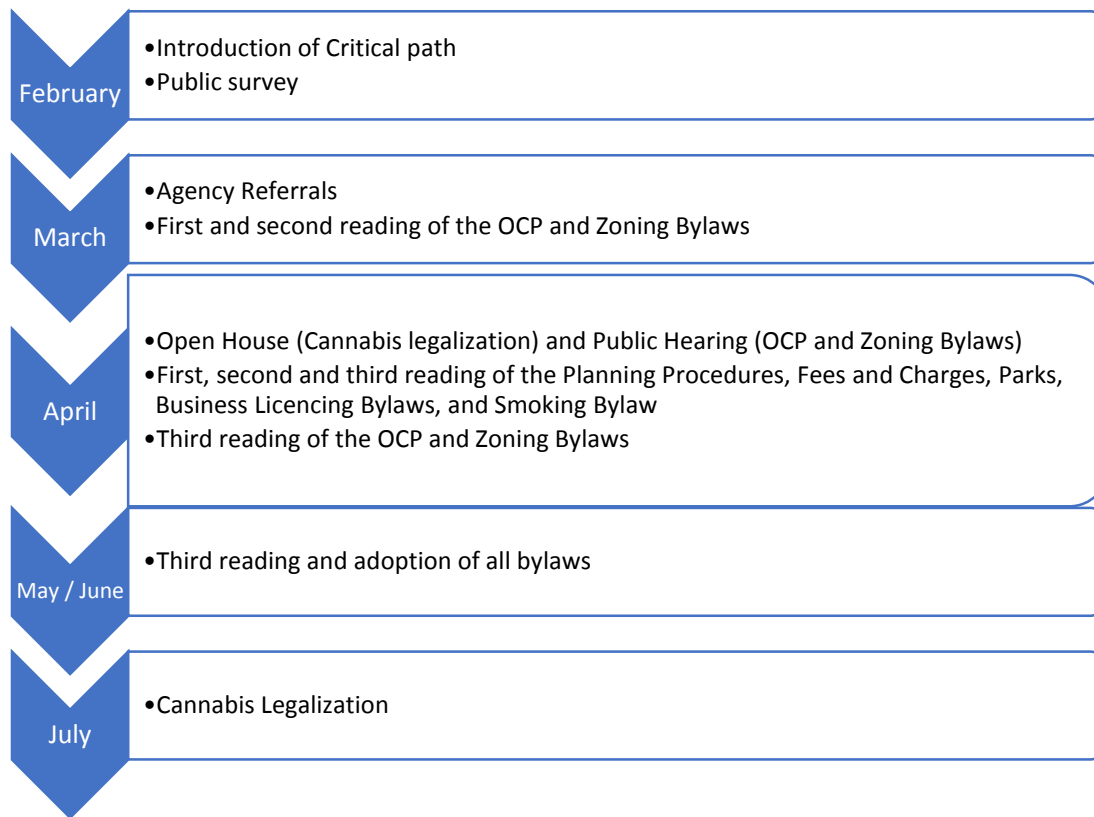 February
•Introduction of Critical path
•Public survey
March
•Agency Referrals
•First and second reading of the OCP and Zoning Bylaws
April
•Open House (Cannabis legalization) and Public Hearing (OCP and Zoning Bylaws)
•First, second and third reading of the Planning Procedures, Fees and Charges, Parks,
Business Licencing Bylaws, and Smoking Bylaw
•Third reading of the OCP and Zoning Bylaws
May / June
•Third reading and adoption of all bylaws
July
•Cannabis Legalization